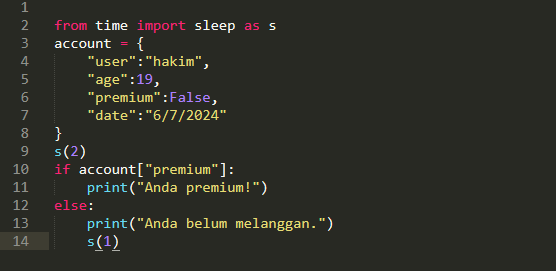 1
2 from time import sleep as s
3 account = {
4     "user":"hakim",
5     "age":19,
6     "premium":False,
7     "date":"6/7/2024"
8 }
9 s(2)
10 if account["premium"]:
11     print("Anda premium!")
12 else:
13     print("Anda belum melanggan.")
14     s(1)